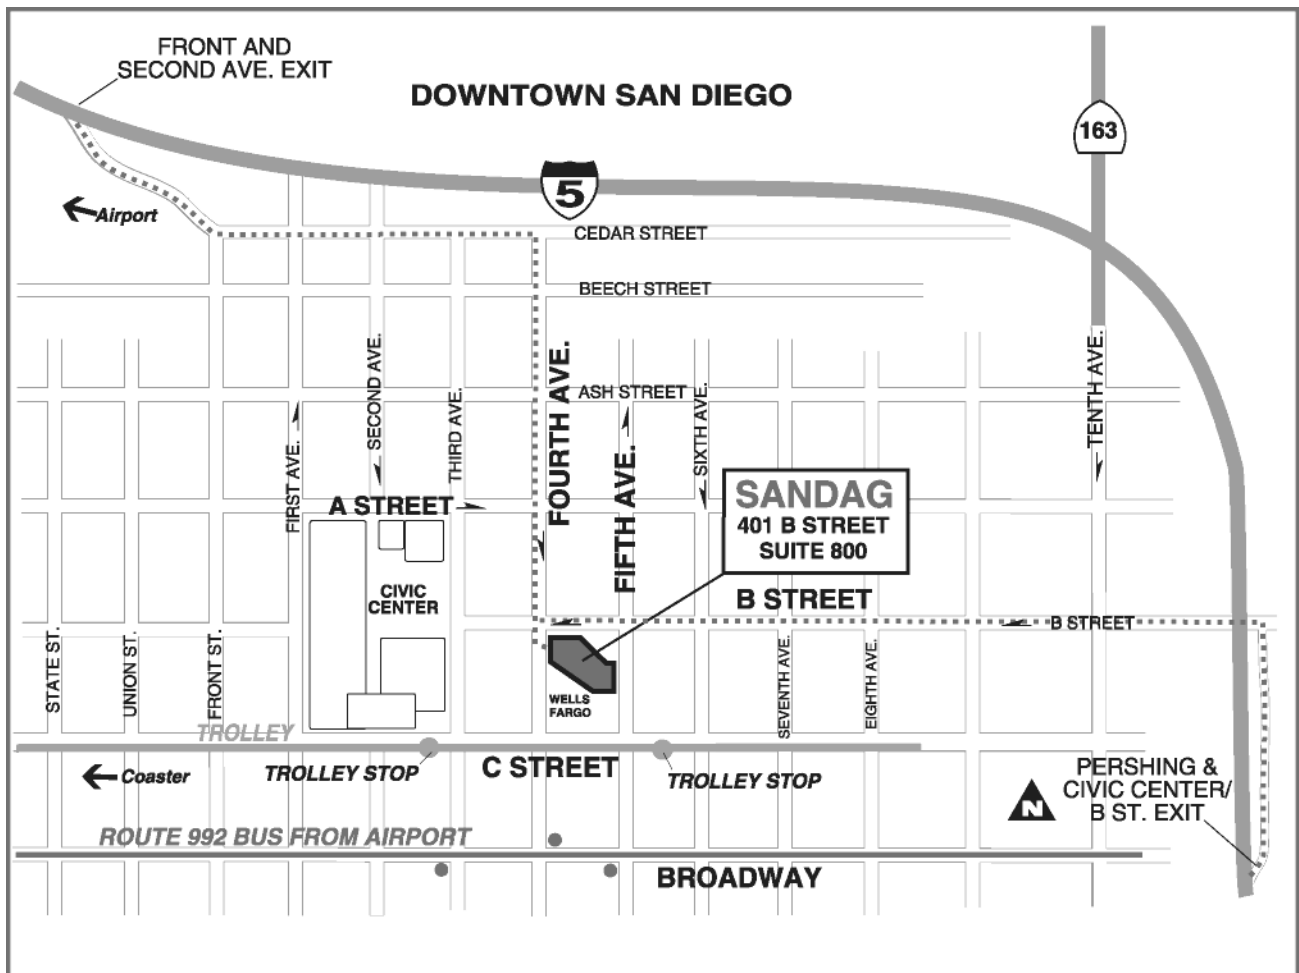 FRONT AND
SECOND AVE. EXIT
DOWNTOWN SAN DIEGO
163
5
Airport
CEDAR STREET
BEECH STREET
SECOND AVE.
THIRD AVE.
FOURTH AVE.
ASH STREET
FIFTH AVE.
SIXTH AVE.
TENTH AVE.
FIRST AVE.
A STREET
SANDAG
401 B STREET
SUITE 800
CIVIC
CENTER
B STREET
B STREET
STATE ST.
UNION ST.
FRONT ST.
SEVENTH AVE.
EIGHTH AVE.
WELLS
FARGO
TROLLEY
TROLLEY STOP
C STREET
TROLLEY STOP
Coaster
PERSHING &
CIVIC CENTER/
B ST. EXIT
N
ROUTE 992 BUS FROM AIRPORT
BROADWAY